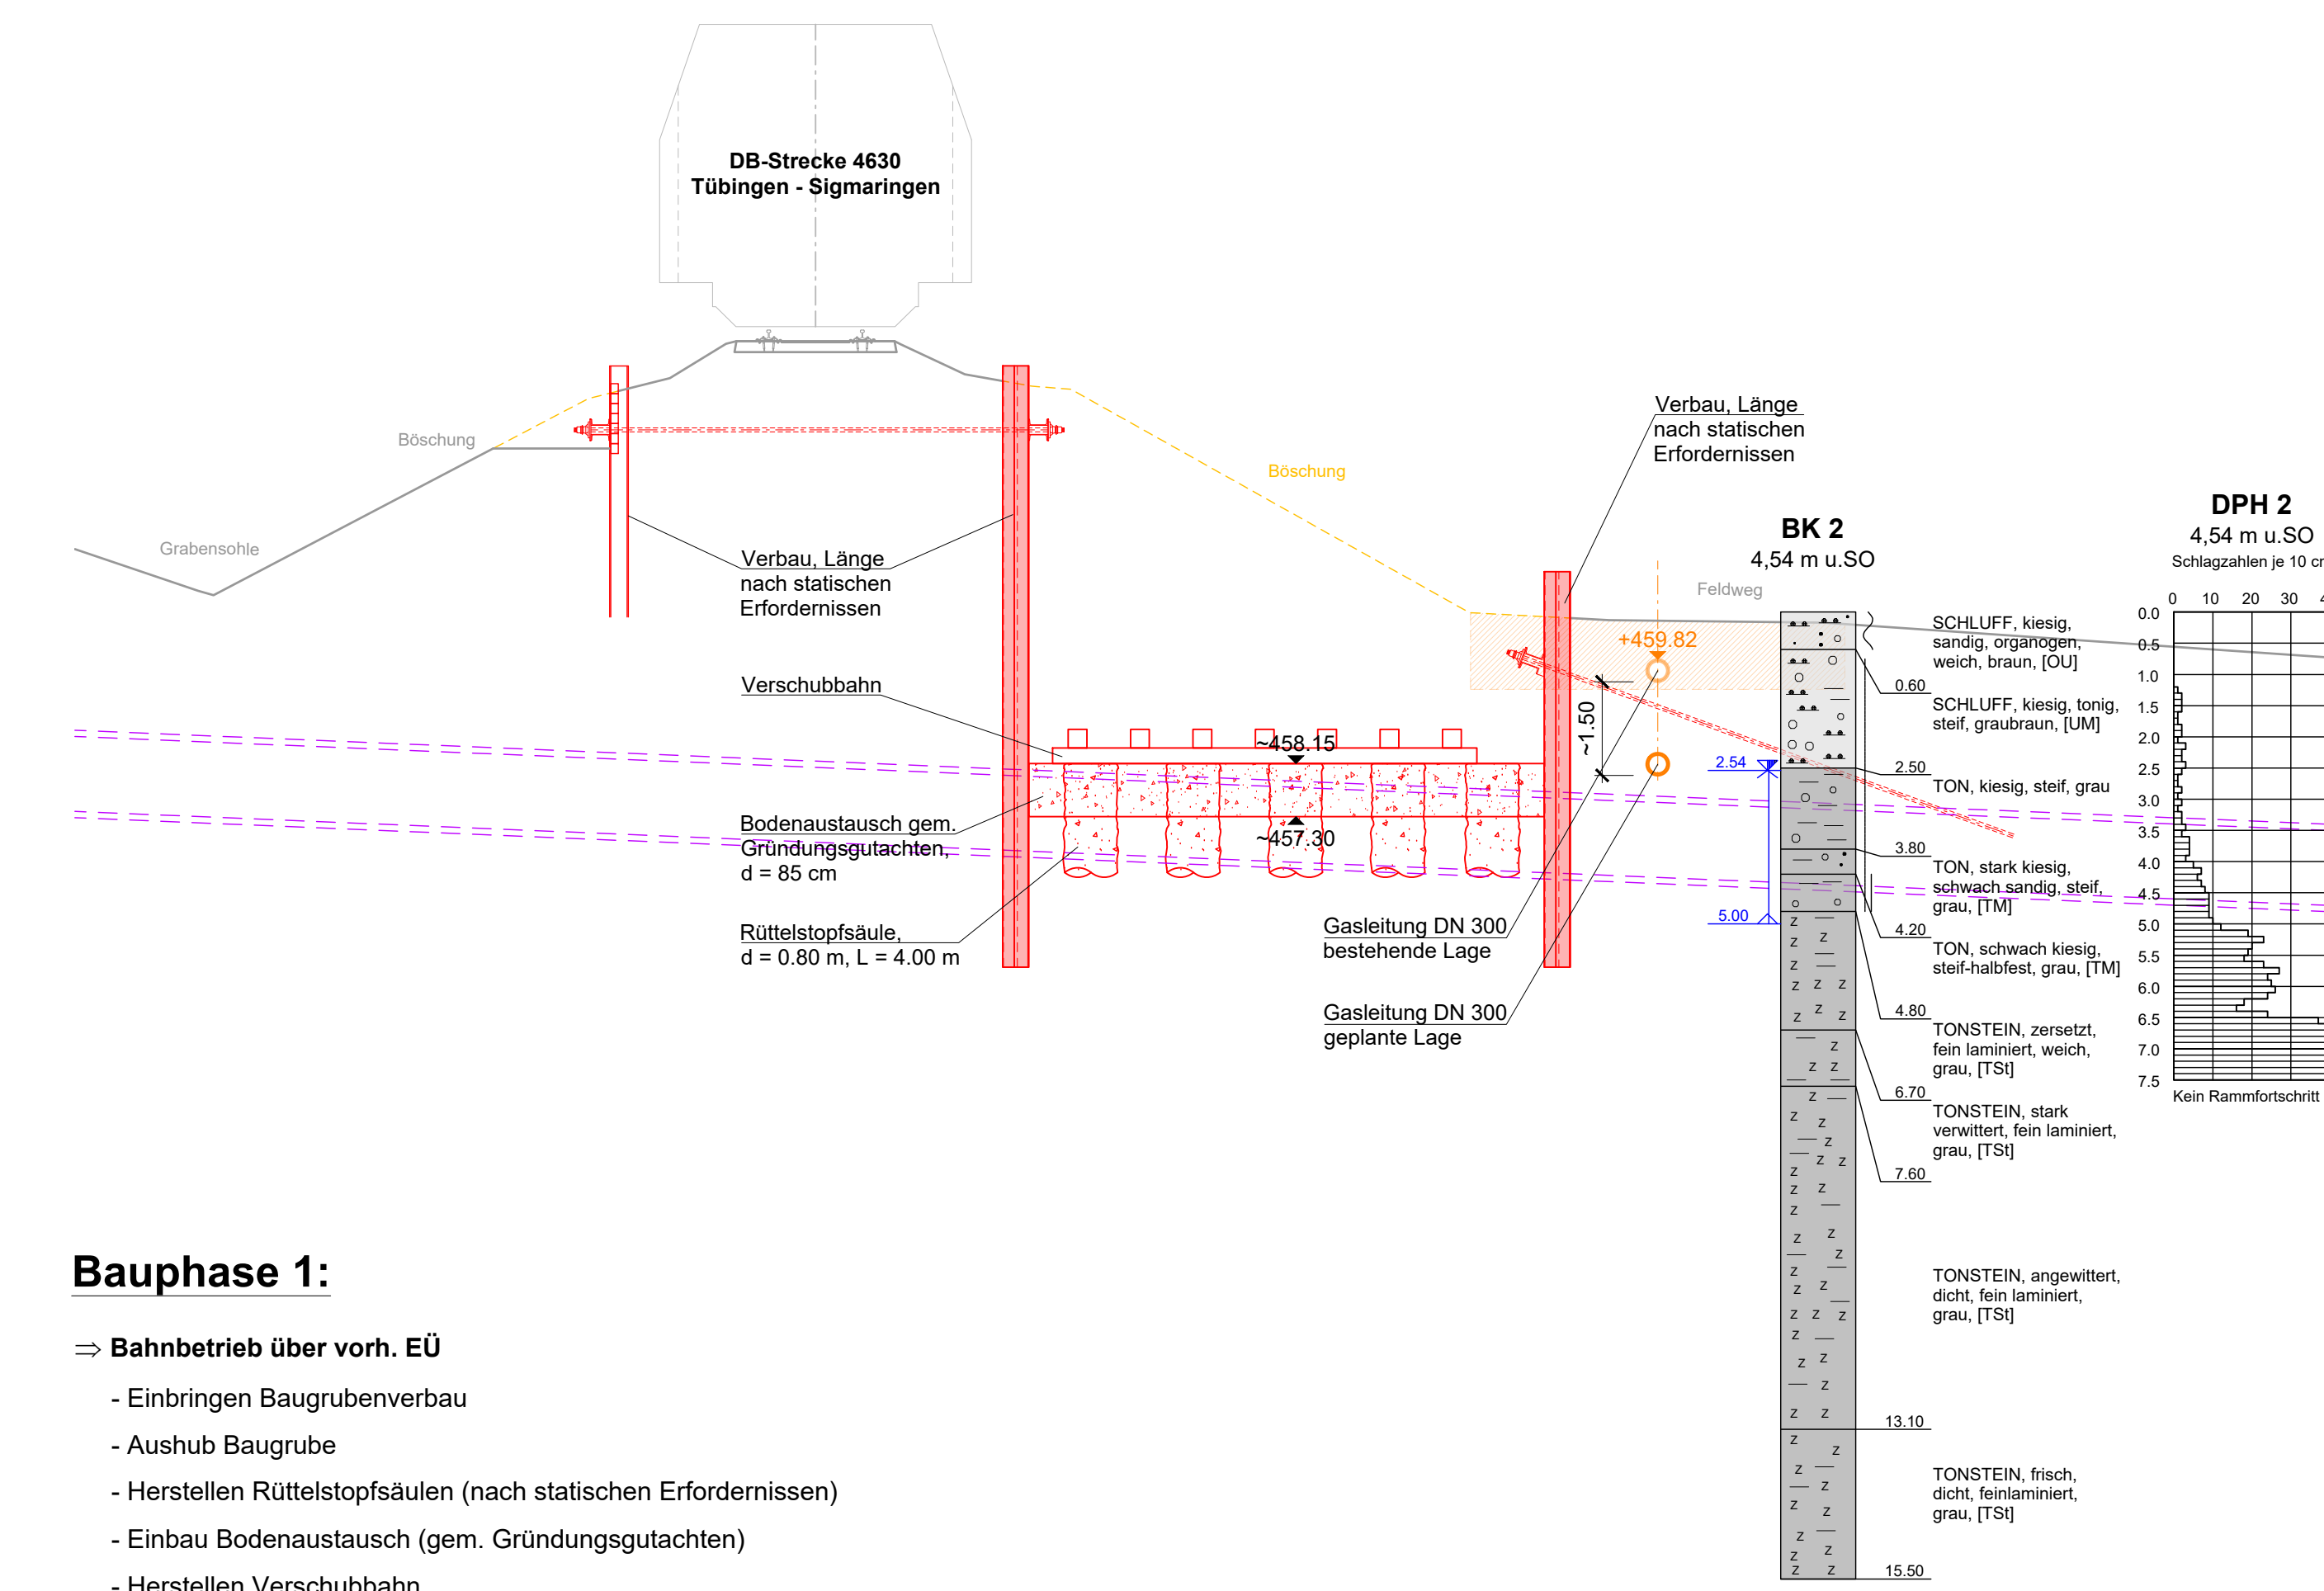 DB-Strecke 4630
Tübingen - Sigmaringen
Böschung
Grabensohle
Böschung
Verbau, Länge
nach statischen
Erfordernissen
Verbau, Länge
nach statischen
Erfordernissen
Feldweg
+459.82
~1.50
Verschubbahn
~458.15
~457.30
Bodenaustausch gem.
Gründungsgutachten,
d = 85 cm
Rüttelstopfsäule,
d = 0.80 m, L = 4.00 m
Gasleitung DN 300
bestehende Lage
Gasleitung DN 300
geplante Lage
BK 2
4,54 m u.SO
2.54
5.00
SCHLUFF, kiesig,
sandig, organogen,
weich, braun, [OU]
0.60
SCHLUFF, kiesig, tonig,
steif, graubraun, [UM]
2.50
TON, kiesig, steif, grau
3.80
TON, stark kiesig,
schwach sandig, steif,
grau, [TM]
4.20
TON, schwach kiesig,
steif-halbfest, grau, [TM]
4.80
TONSTEIN, zersetzt,
fein laminiert, weich,
grau, [TSt]
6.70
TONSTEIN, stark
verwittert, fein laminiert,
grau, [TSt]
7.60
TONSTEIN, angewittert,
dicht, fein laminiert,
grau, [TSt]
13.10
TONSTEIN, frisch,
dicht, feinlaminiert,
grau, [TSt]
15.50
DPH 2
4,54 m u.SO
Schlagzahlen je 10 c
0 10 20 30 4
0.0
0.5
1.0
1.5
2.0
2.5
3.0
3.5
4.0
4.5
5.0
5.5
6.0
6.5
7.0
7.5
Kein Rammfortschritt
Bauphase 1:
⇒ Bahnbetrieb über vorh. EÜ
- Einbringen Baugrubenverbau
- Aushub Baugrube
- Herstellen Rüttelstopfsäulen (nach statischen Erfordernissen)
- Einbau Bodenaustausch (gem. Gründungsgutachten)
- Herstellen Verschubbahn